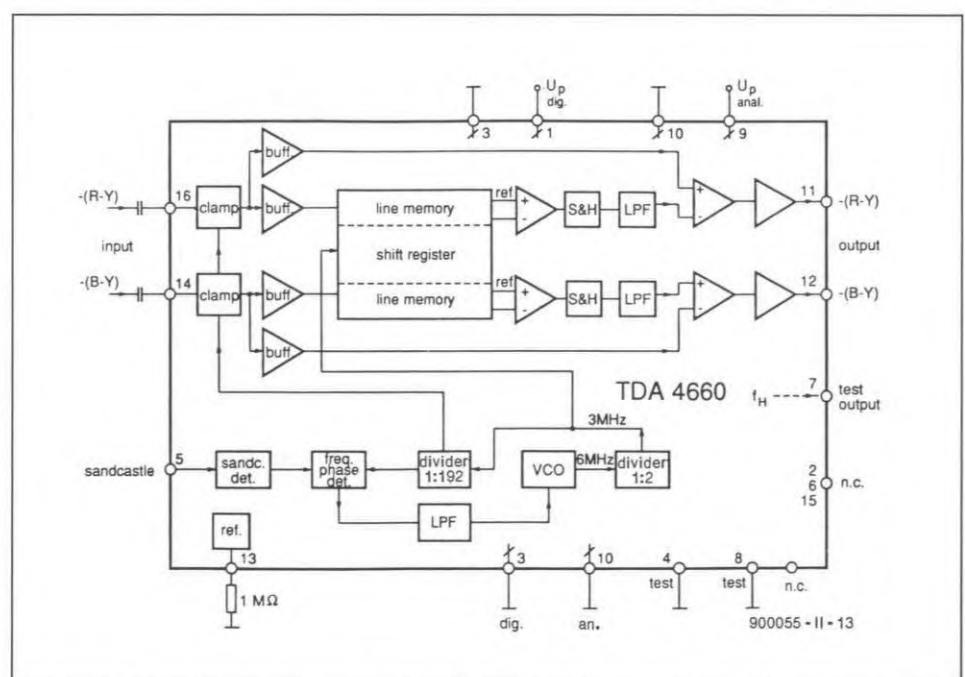 Up
dig.
Up
anal.
3
1
10
9
buff.
-(R-Y)
16
clamp
buff.
line memory
ref
+
-
S&H
LPF
+
-
11
-(R-Y)
input
shift register
output
-(B-Y)
14
clamp
buff.
line memory
ref
+
-
S&H
LPF
+
-
12
-(B-Y)
buff.
TDA 4660
fH
7
test
output
3MHz
sandcastle
5
sandc.
det.
freq.
phase
det.
divider
1:192
VCO
6MHz
divider
1:2
2
6
15
n.c.
LPF
ref.
13
3
10
4
8
1 MΩ
dig.
an.
test
test
n.c.
900055 - II - 13